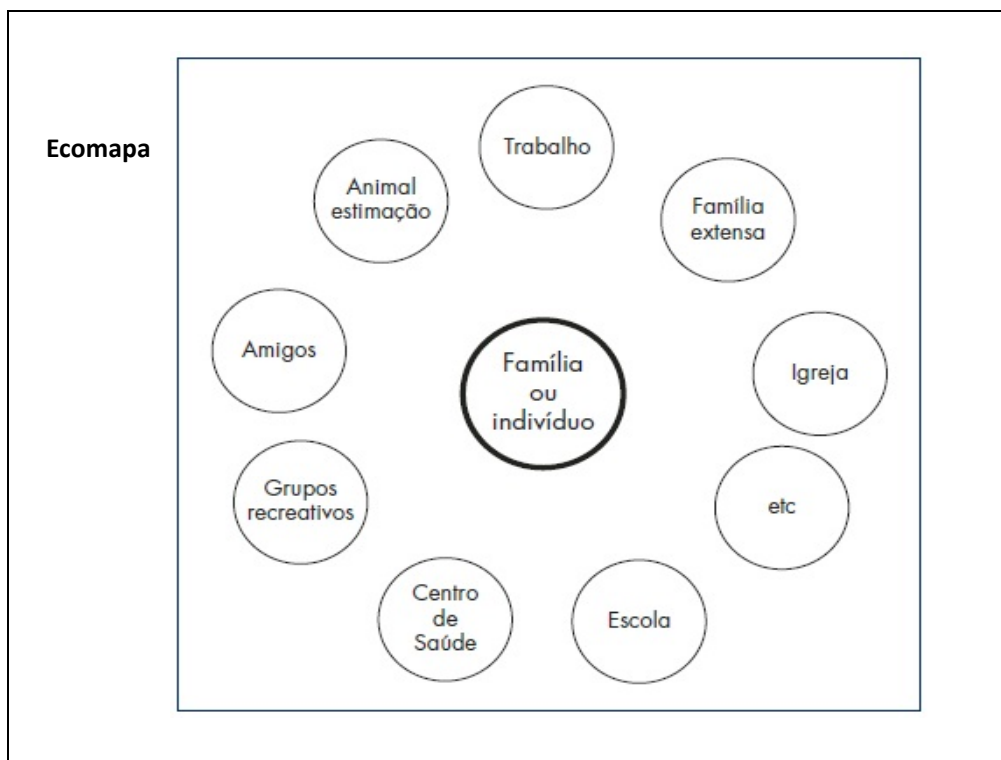 Ecomapa
Trabalho
Animal
estimação
Família
extensa
Amigos
Família
ou
indivíduo
Igreja
Grupos
recreativos
etc
Centro
de
Saúde
Escola